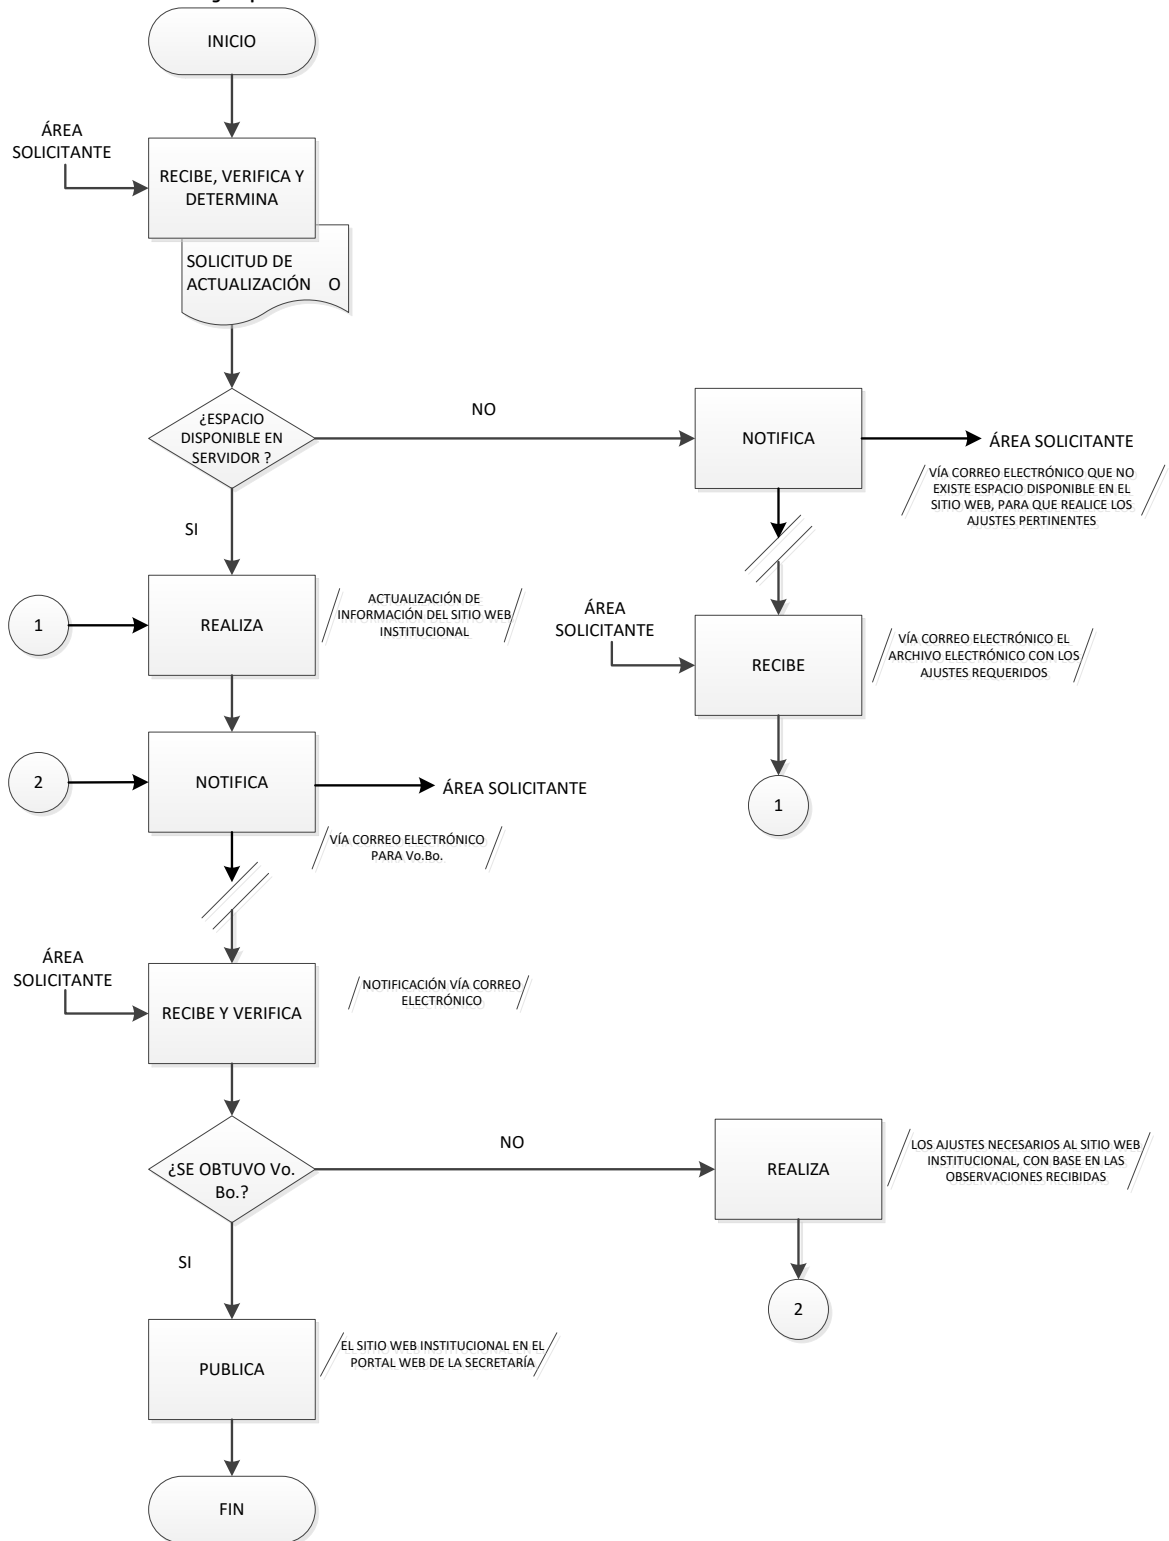 INICIO
ÁREA
SOLICITANTE
RECIBE, VERIFICA Y
DETERMINA
SOLICITUD DE
ACTUALIZACIÓN O
¿ESPACIO
DISPONIBLE EN
SERVIDOR ?
NO
NOTIFICA
ÁREA SOLICITANTE
VÍA CORREO ELECTRÓNICO QUE NO
EXISTE ESPACIO DISPONIBLE EN EL
SITIO WEB, PARA QUE REALICE LOS
AJUSTES PERTINENTES
SI
1
REALIZA
ACTUALIZACIÓN DE
INFORMACIÓN DEL SITIO WEB
INSTITUCIONAL
ÁREA
SOLICITANTE
RECIBE
VÍA CORREO ELECTRÓNICO EL
ARCHIVO ELECTRÓNICO CON LOS
AJUSTES REQUERIDOS
1
2
NOTIFICA
ÁREA SOLICITANTE
VÍA CORREO ELECTRÓNICO
PARA Vo.Bo.
ÁREA
SOLICITANTE
RECIBE Y VERIFICA
NOTIFICACIÓN VÍA CORREO
ELECTRÓNICO
¿SE OBTUVO Vo.
Bo.?
NO
REALIZA
LOS AJUSTES NECESARIOS AL SITIO WEB
INSTITUCIONAL, CON BASE EN LAS
OBSERVACIONES RECIBIDAS
2
SI
PUBLICA
EL SITIO WEB INSTITUCIONAL EN EL
PORTAL WEB DE LA SECRETARÍA
FIN